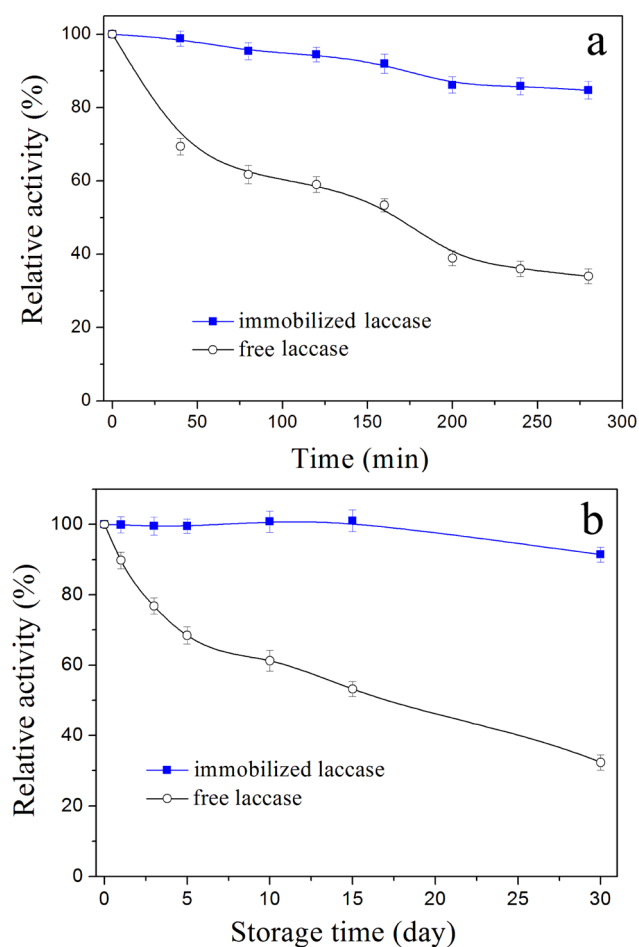 a
100
80
60
40
20
0
Relative activity (%)
immobilized laccase
free laccase
0 50 100 150 200 250 300
Time (min)
b
100
80
60
40
20
0
Relative activity (%)
immobilized laccase
free laccase
0 5 10 15 20 25 30
Storage time (day)